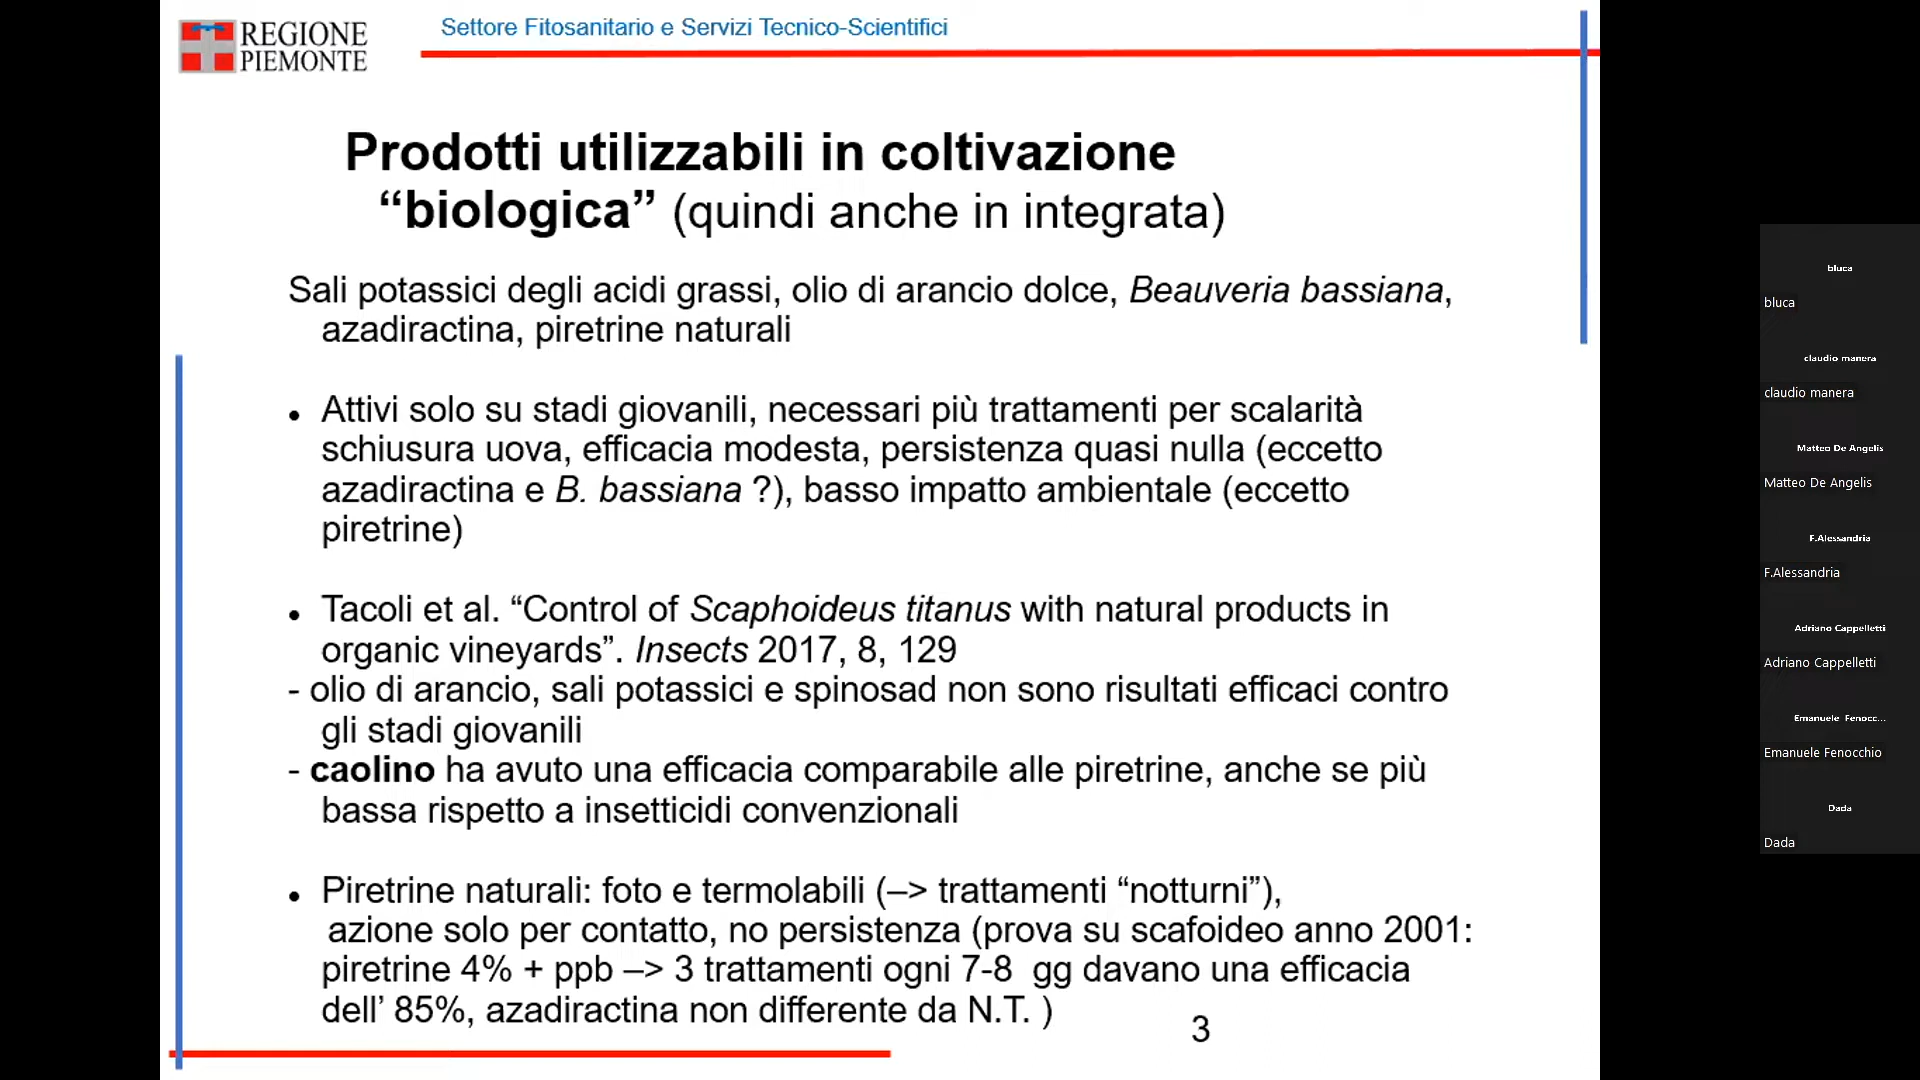 REGIONE
PIEMONTE
Settore Fitosanitario e Servizi Tecnico-Scientifici
Prodotti utilizzabili in coltivazione
“biologica” (quindi anche in integrata)
Sali potassici degli acidi grassi, olio di arancio dolce, Beauveria bassiana,
azadiractina, piretrine naturali
• Attivi solo su stadi giovanili, necessari più trattamenti per scalarità
schiusura uova, efficacia modesta, persistenza quasi nulla (eccetto
azadiractina e B. bassiana ?), basso impatto ambientale (eccetto
piretrine)
• Tacoli et al. “Control of Scaphoideus titanus with natural products in
organic vineyards”. Insects 2017, 8, 129
- olio di arancio, sali potassici e spinosad non sono risultati efficaci contro
gli stadi giovanili
- caolino ha avuto una efficacia comparabile alle piretrine, anche se più
bassa rispetto a insetticidi convenzionali
• Piretrine naturali: foto e termolabili (–> trattamenti “notturni”),
azione solo per contatto, no persistenza (prova su scafoideo anno 2001:
piretrine 4% + ppb –> 3 trattamenti ogni 7-8 gg davano una efficacia
dell’ 85%, azadiractina non differente da N.T. )
3
bluca
bluca
claudio manera
claudio manera
Matteo De Angelis
Matteo De Angelis
F.Alessandria
F.Alessandria
Adriano Cappelletti
Adriano Cappelletti
Emanuele Fenocc...
Emanuele Fenocchio
Dada
Dada